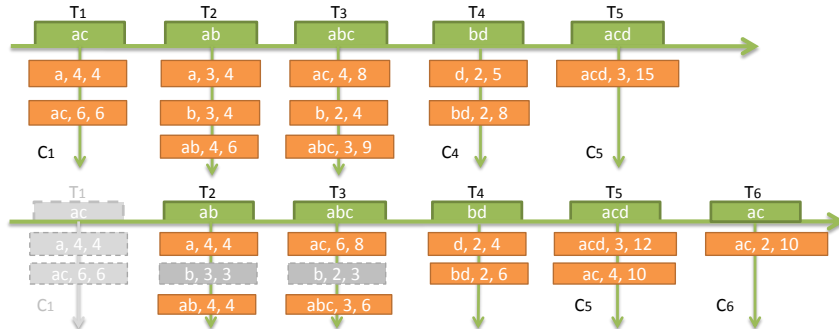 T1 T2 T3 T4 T5
ac ab abc bd acd
a, 4, 4 a, 3, 4 ac, 4, 8 d, 2, 5 acd, 3, 15
ac, 6, 6 b, 3, 4 b, 2, 4 bd, 2, 8
ab, 4, 6 abc, 3, 9
C1 C4 C5
T1 T2 T3 T4 T5 T6
ac ab abc bd acd ac
a, 4, 4 a, 4, 4 ac, 6, 8 d, 2, 4 acd, 3, 12 ac, 2, 10
ac, 6, 6 b, 3, 3 b, 2, 3 bd, 2, 6 ac, 4, 10
C1 ab, 4, 4 abc, 3, 6 C5 C6